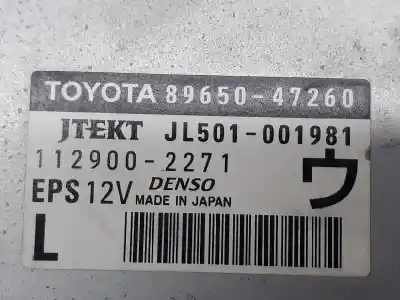 TOYOTA 89650-47260
JTEKT JL501-001981
112900-2271 ウ
EPS 12V DENSO MADE IN JAPAN
L